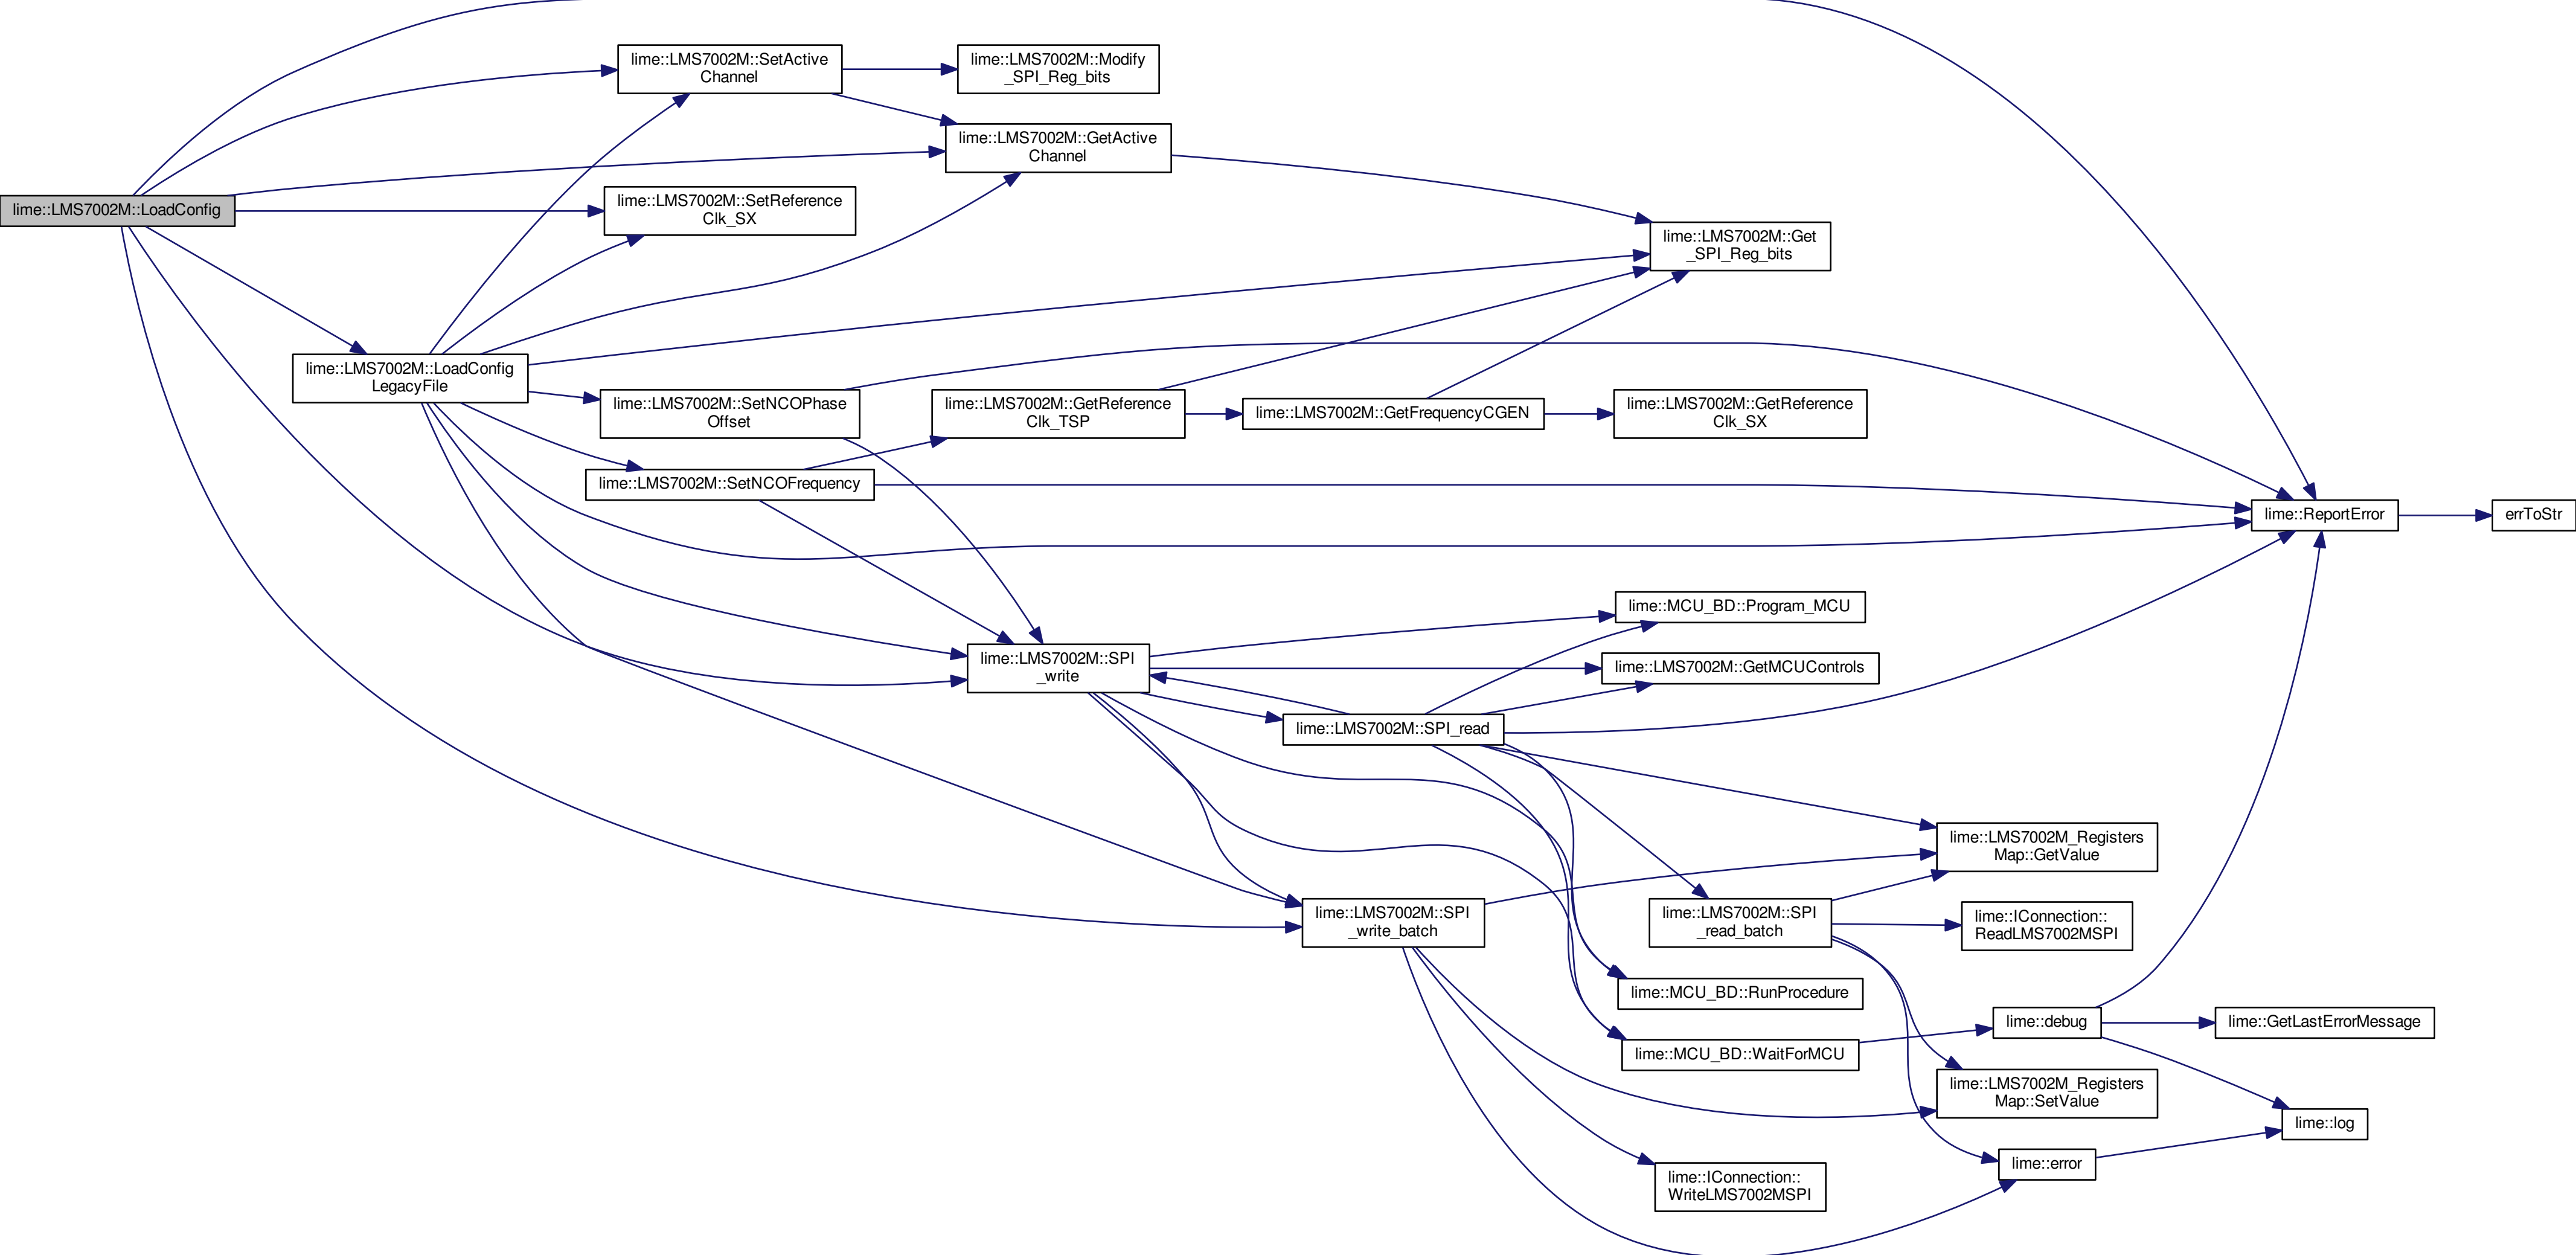 lime::LMS7002M::LoadConfig
lime::LMS7002M::SetActive
Channel
lime::LMS7002M::Modify
_SPI_Reg_bits
lime::LMS7002M::GetActive
Channel
lime::LMS7002M::SetReference
Clk_SX
lime::LMS7002M::Get
_SPI_Reg_bits
lime::LMS7002M::LoadConfig
LegacyFile
lime::LMS7002M::SetNCOPhase
Offset
lime::LMS7002M::GetReference
Clk_TSP
lime::LMS7002M::GetFrequencyCGEN
lime::LMS7002M::GetReference
Clk_SX
lime::LMS7002M::SetNCOFrequency
lime::ReportError
errToStr
lime::MCU_BD::Program_MCU
lime::LMS7002M::SPI
_write
lime::LMS7002M::GetMCUControls
lime::LMS7002M::SPI_read
lime::LMS7002M_Registers
Map::GetValue
lime::LMS7002M::SPI
_write_batch
lime::LMS7002M::SPI
_read_batch
lime::IConnection::
ReadLMS7002MSPI
lime::MCU_BD::RunProcedure
lime::debug
lime::GetLastErrorMessage
lime::MCU_BD::WaitForMCU
lime::LMS7002M_Registers
Map::SetValue
lime::log
lime::error
lime::IConnection::
WriteLMS7002MSPI